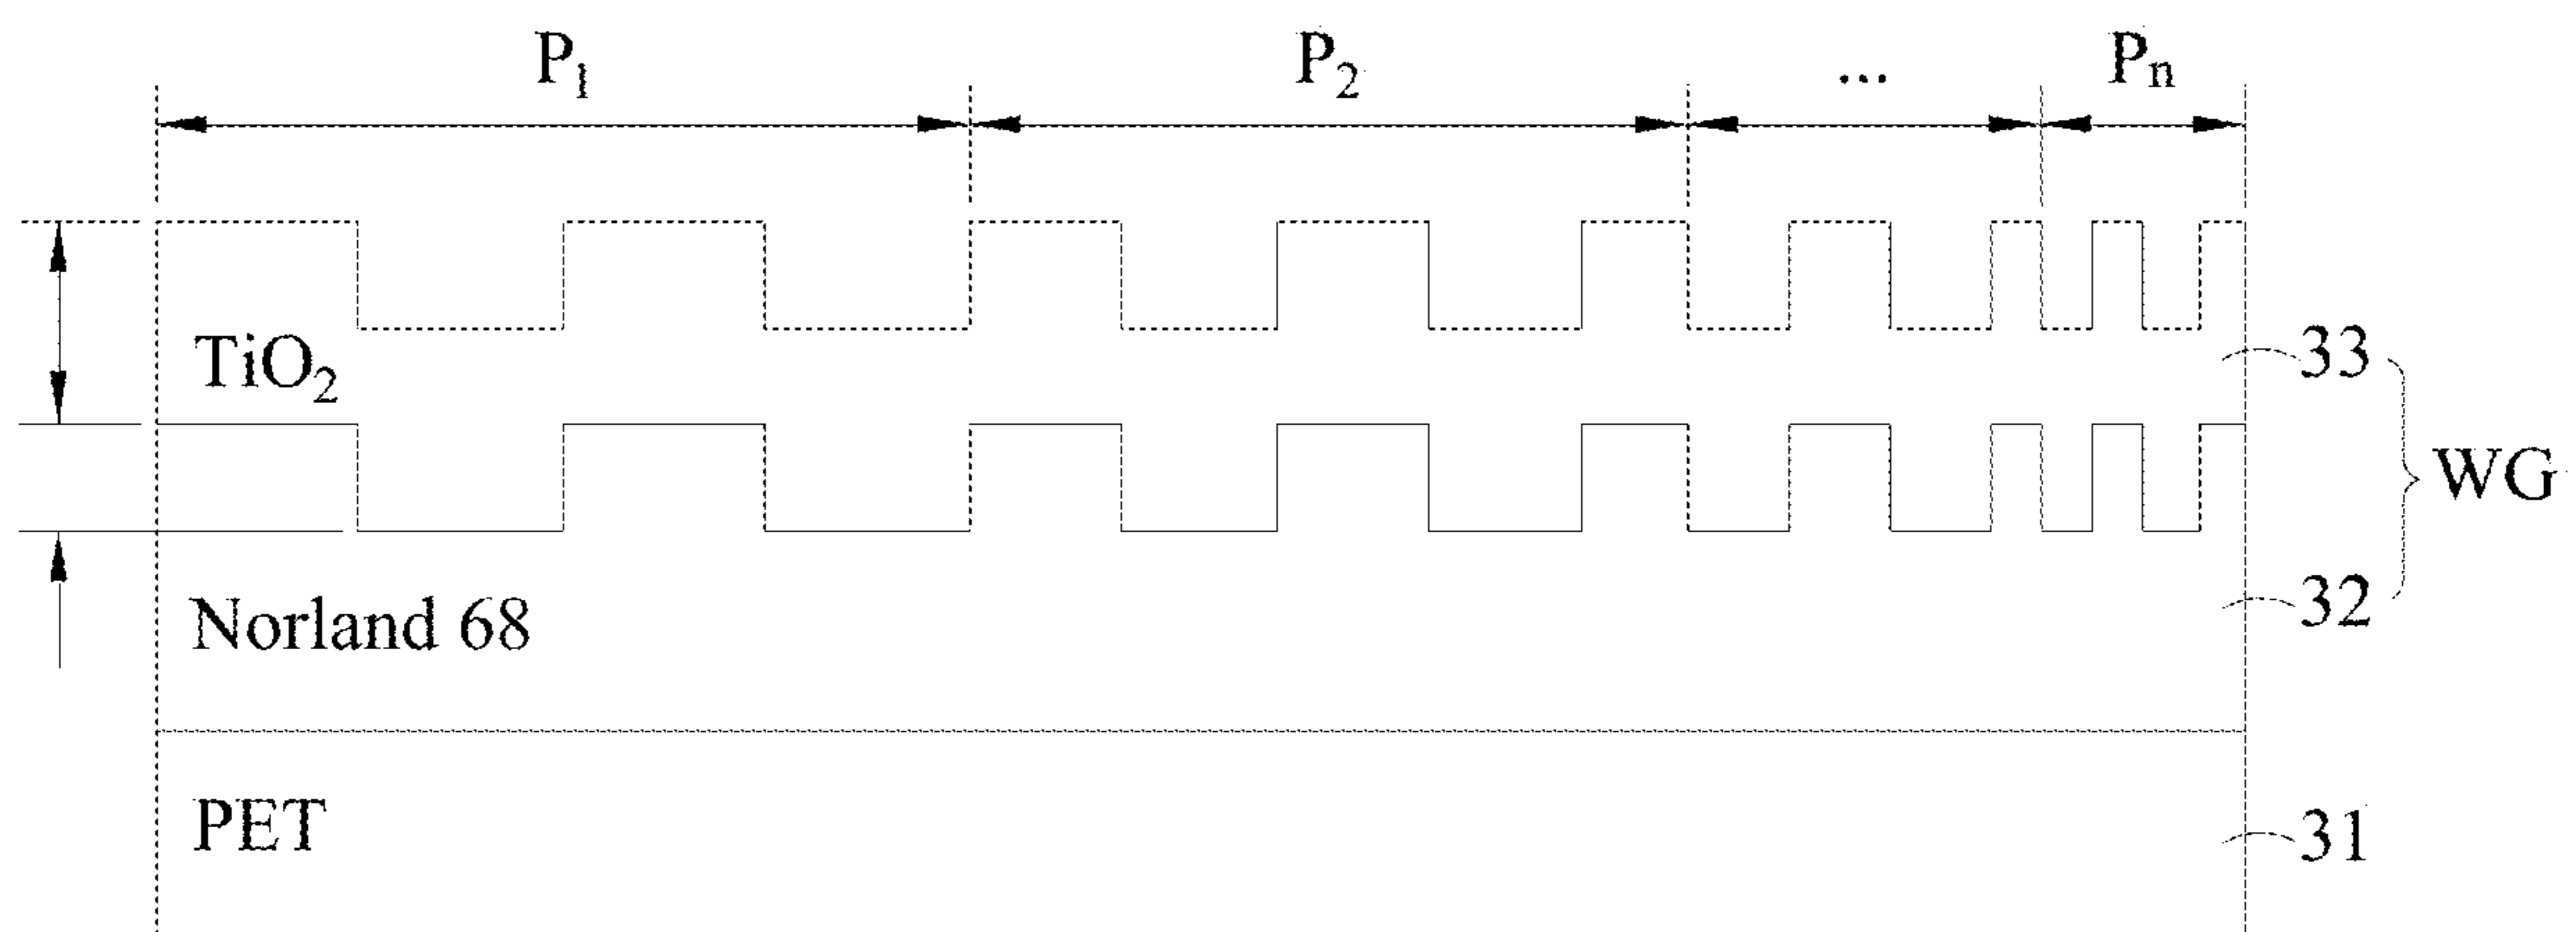 P₁ P₂ ... Pₙ
TiO₂
33
WG
Norland 68
32
PET
31